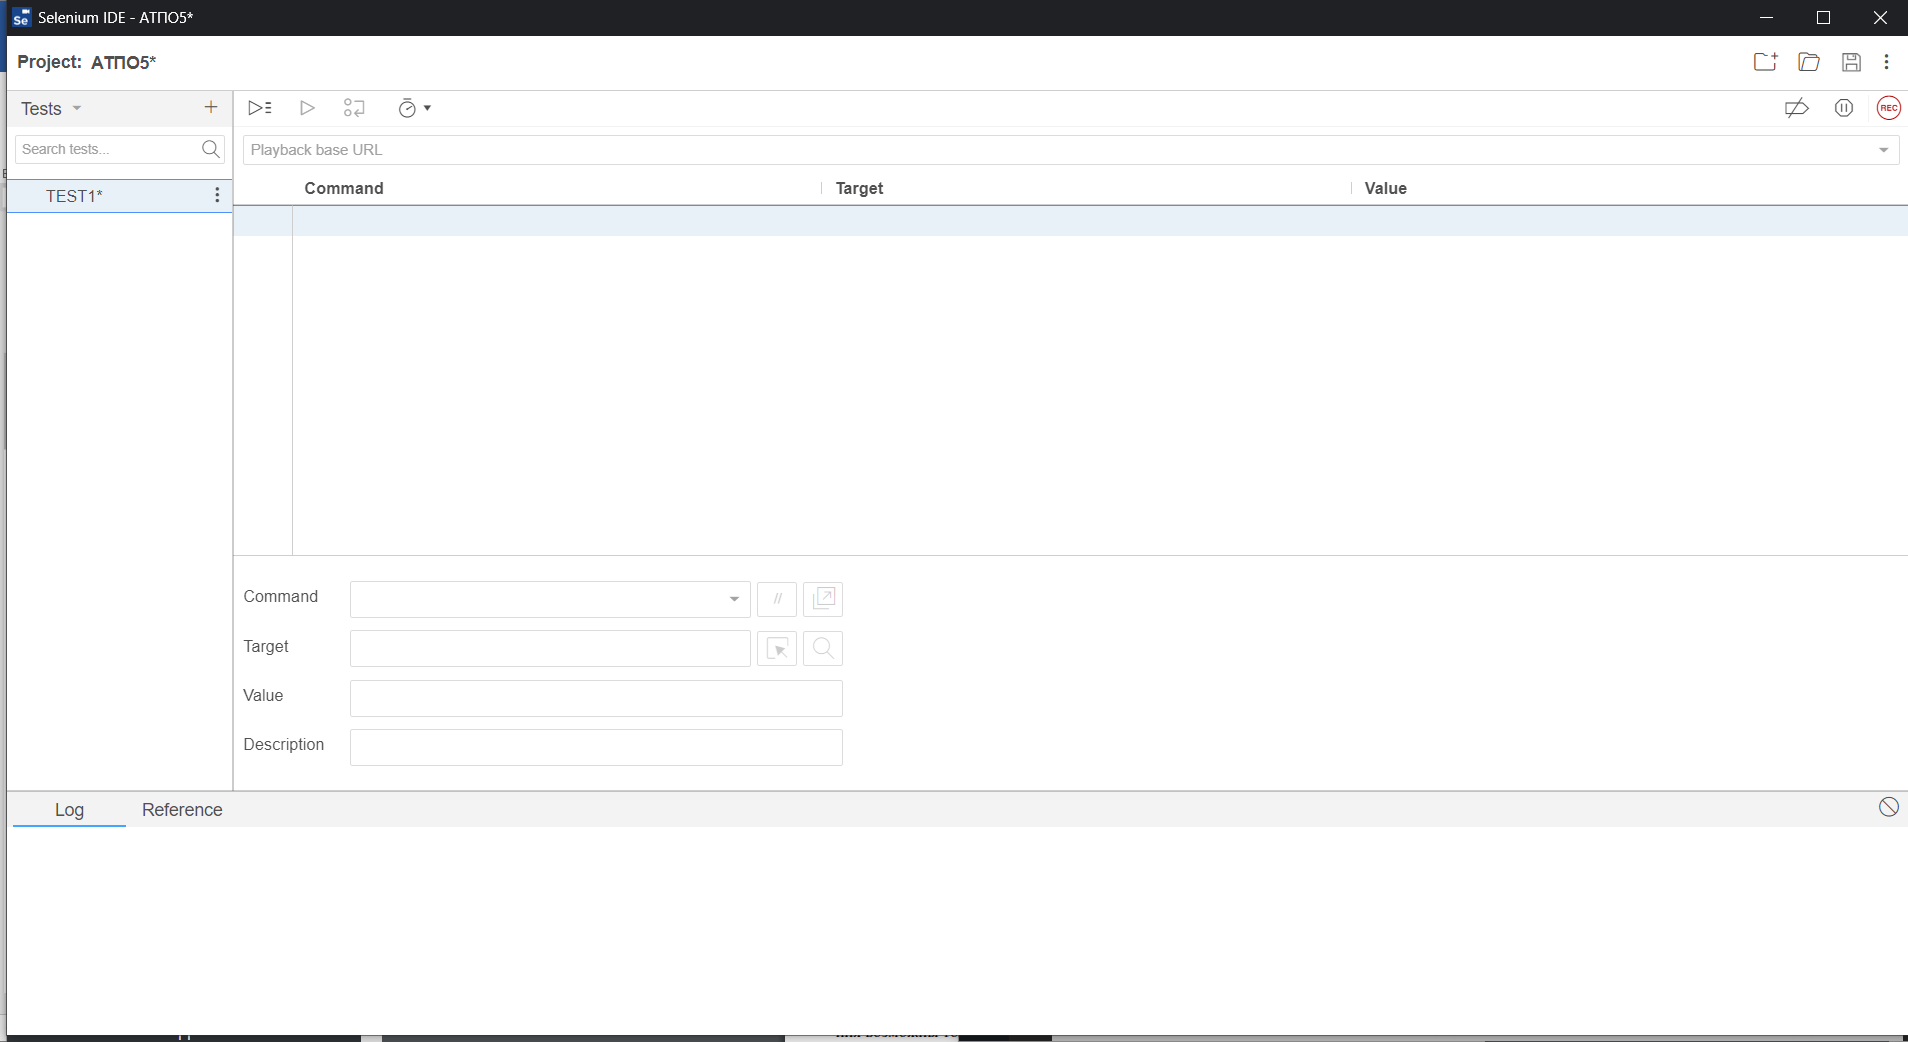 Selenium IDE - АТПО5*
Project: АТПО5*
Tests
REC
Search tests...
Playback base URL
TEST1*
Command Target Value
Command
//
Target
Value
Description
Log Reference